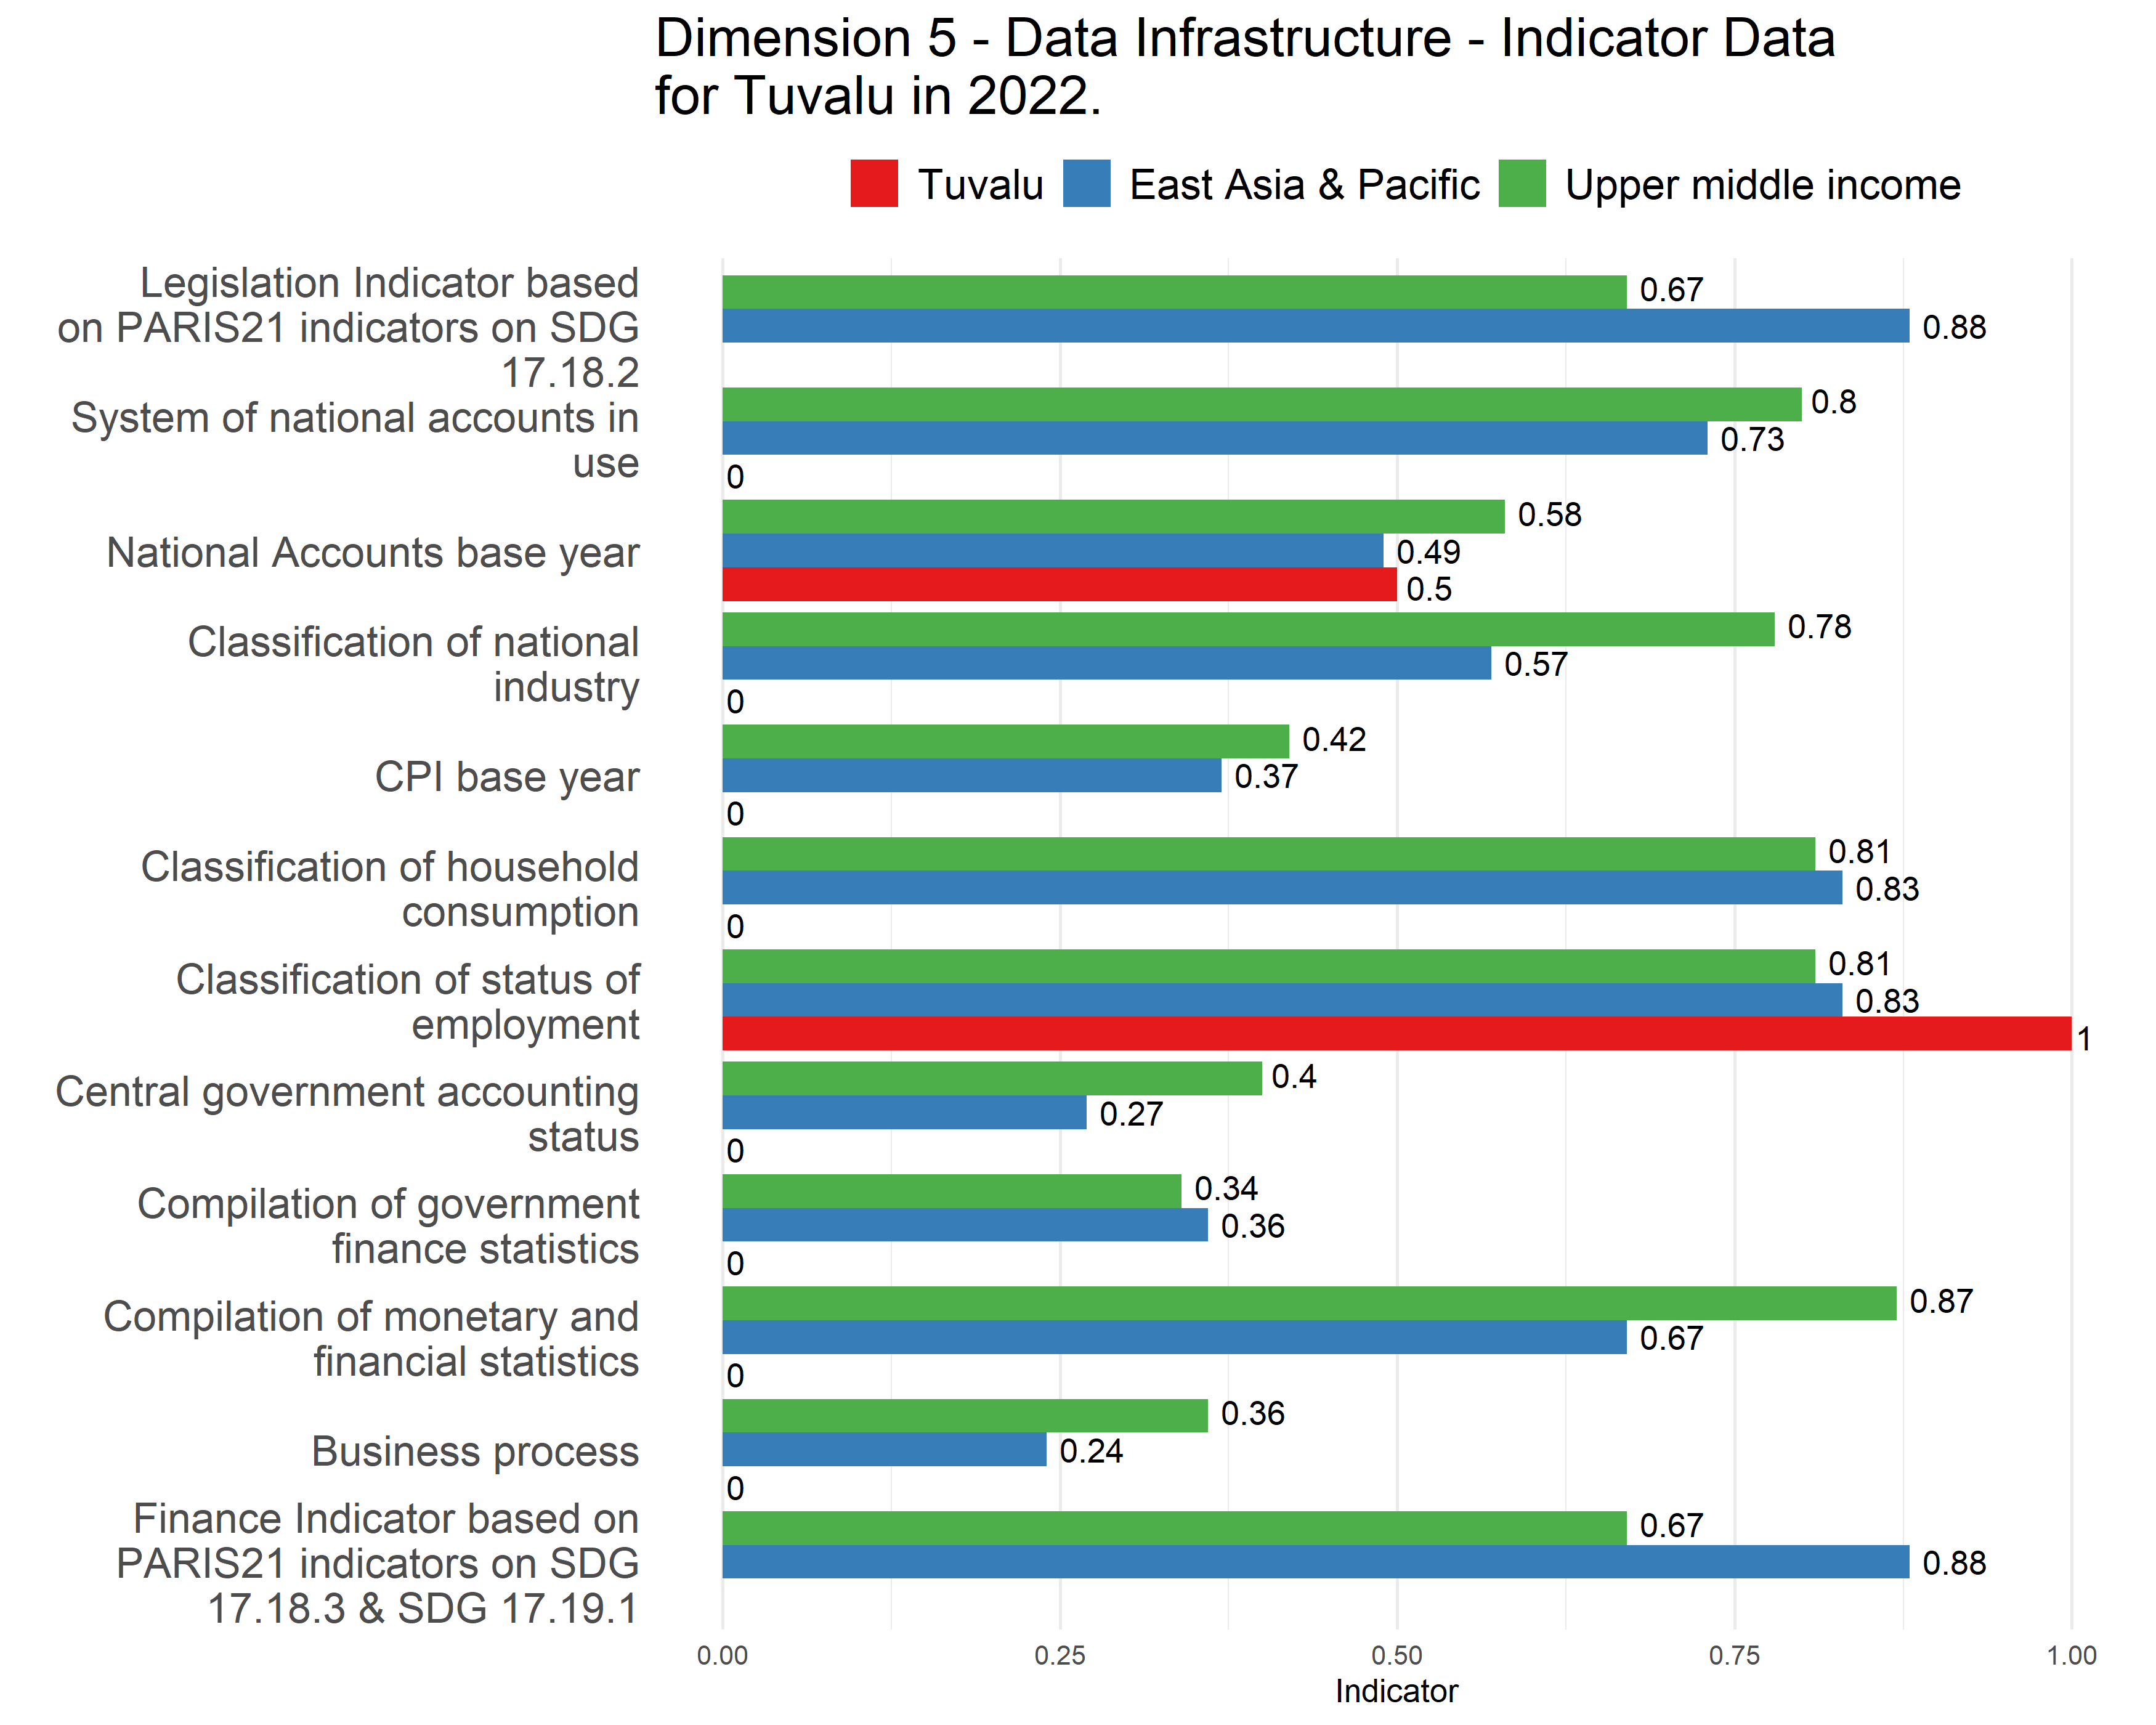 Dimension 5 - Data Infrastructure - Indicator Data
for Tuvalu in 2022.
Tuvalu East Asia & Pacific Upper middle income
Legislation Indicator based
on PARIS21 indicators on SDG
17.18.2
0.67
0.88
System of national accounts in
use
0.8
0.73
0
National Accounts base year
0.58
0.49
0.5
Classification of national
industry
0.78
0.57
0
CPI base year
0.42
0.37
0
Classification of household
consumption
0.81
0.83
0
Classification of status of
employment
0.81
0.83
1
Central government accounting
status
0.4
0.27
0
Compilation of government
finance statistics
0.34
0.36
0
Compilation of monetary and
financial statistics
0.87
0.67
0
Business process
0.36
0.24
0
Finance Indicator based on
PARIS21 indicators on SDG
17.18.3 & SDG 17.19.1
0.67
0.88
0.00 0.25 0.50 0.75 1.00
Indicator